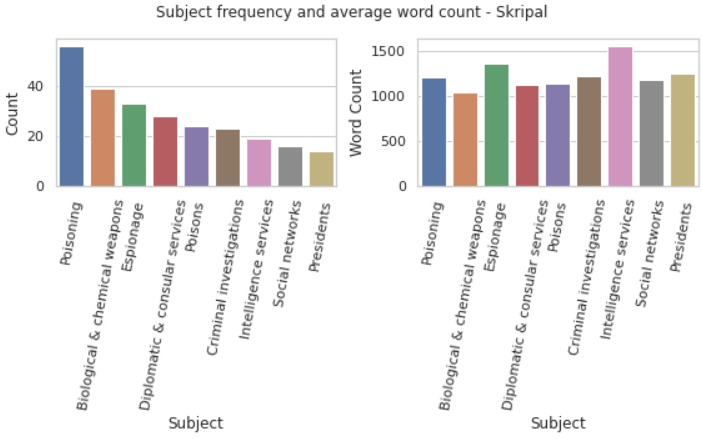 Subject frequency and average word count - Skripal
Count
40
20
0
Poisoning
Biological & chemical weapons
Espionage
Diplomatic & consular services
Poisons
Criminal investigations
Intelligence services
Social networks
Presidents
Subject
Word Count
1500
1000
500
0
Poisoning
Biological & chemical weapons
Espionage
Diplomatic & consular services
Poisons
Criminal investigations
Intelligence services
Social networks
Presidents
Subject